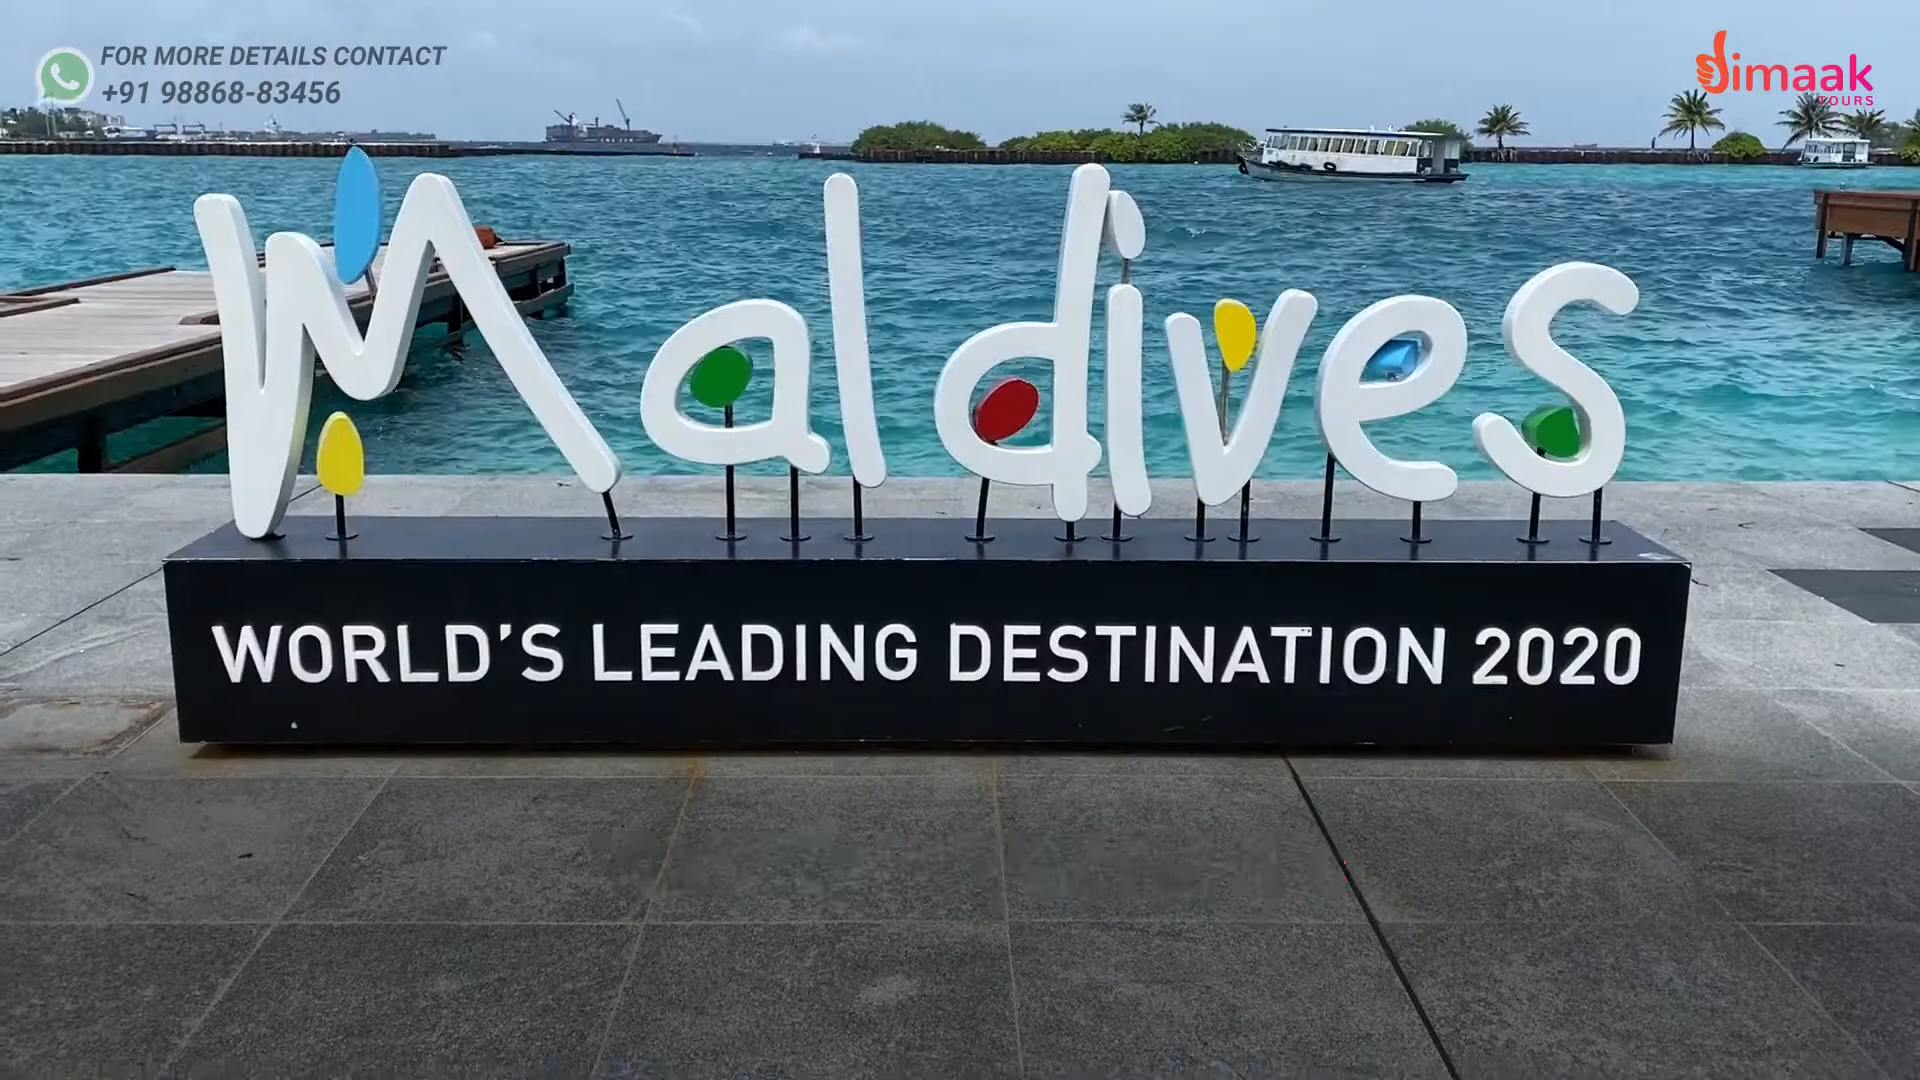 FOR MORE DETAILS CONTACT
+91 98868-83456
Jimaak
TOURS
Maldives
WORLD'S LEADING DESTINATION 2020